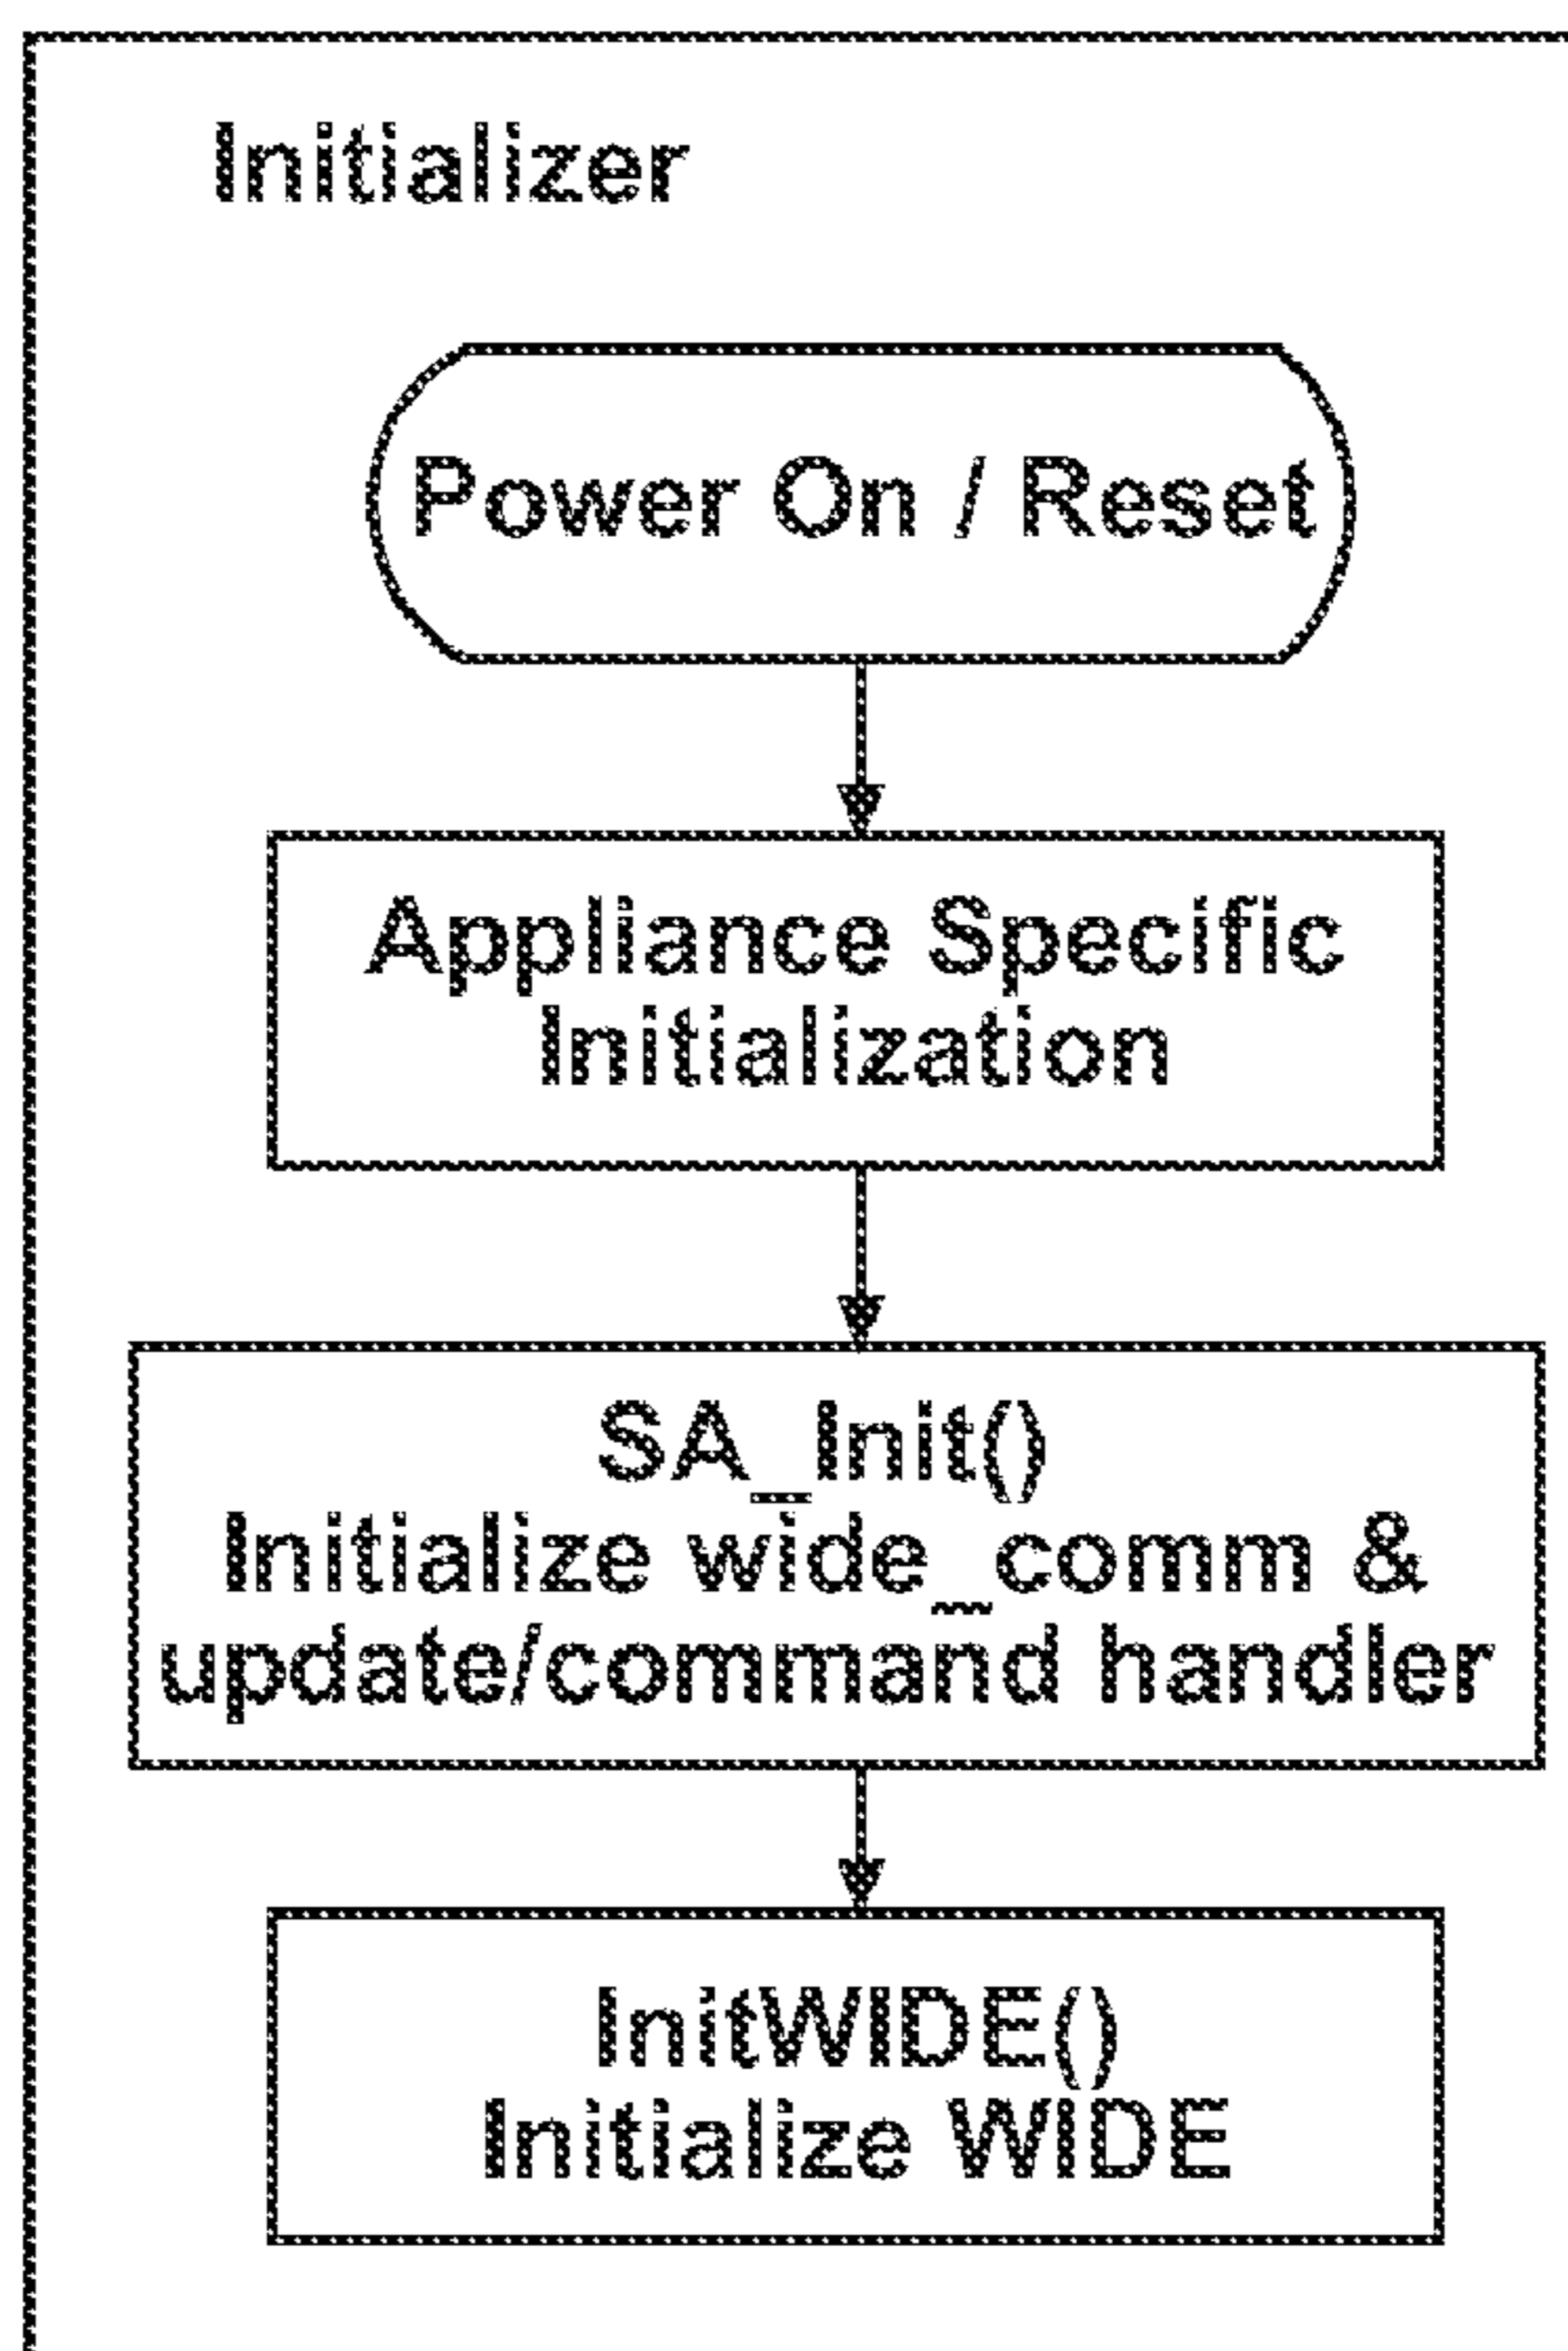 Initializer
Power On / Reset
Appliance Specific
Initialization
SA_Init()
Initialize wide_comm &
update/command handler
InitWIDE()
Initialize WIDE